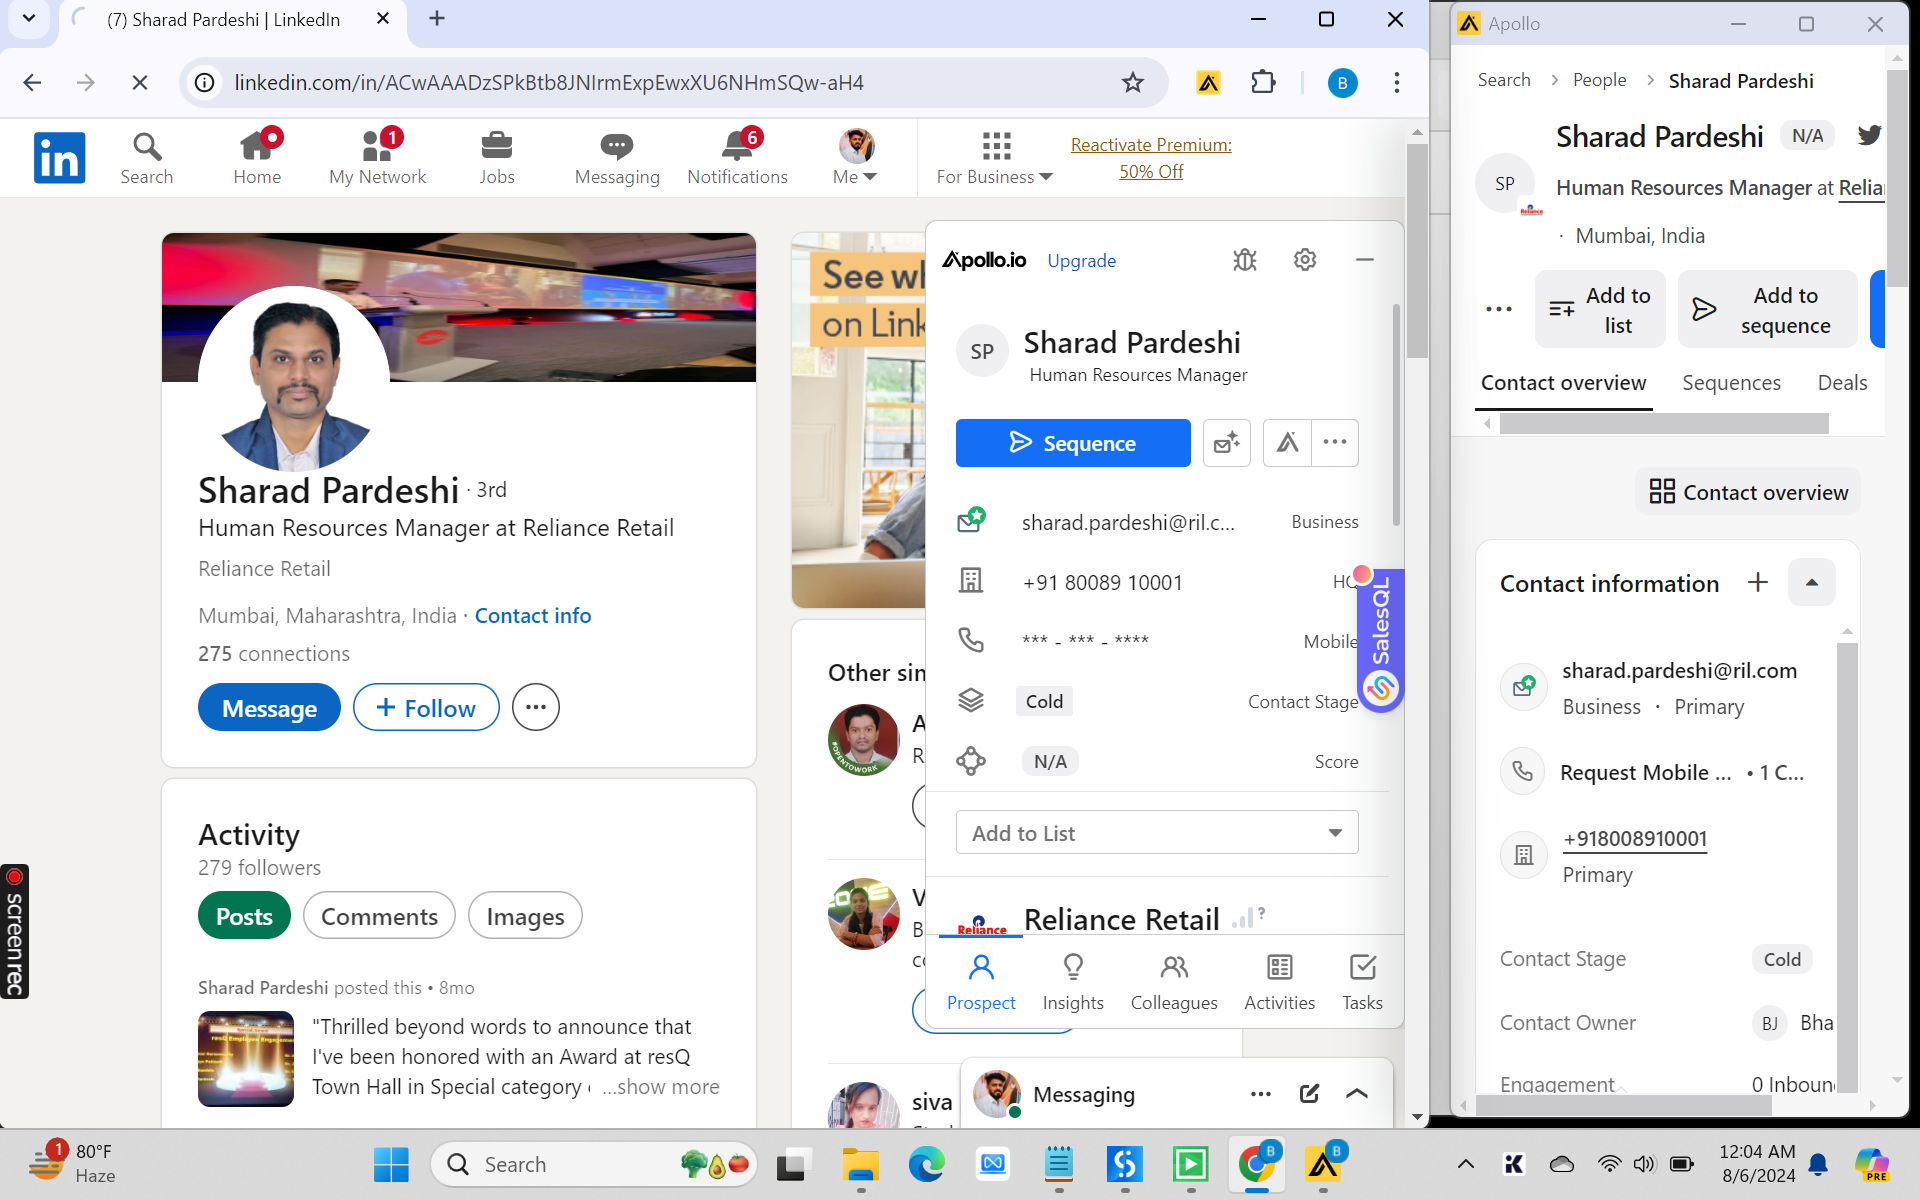 (7) Sharad Pardeshi | LinkedIn
linkedin.com/in/ACwAAADzSPkBtb8JNIrmExpEwxXU6NHmSQw-aH4
B
in
Search
Home
1
My Network
Jobs
Messaging
6
Notifications
Me
For Business
Reactivate Premium:
50% Off
Sharad Pardeshi · 3rd
Human Resources Manager at Reliance Retail
Reliance Retail
Mumbai, Maharashtra, India · Contact info
275 connections
Message
+ Follow
Activity
279 followers
Posts
Comments
Images
Sharad Pardeshi posted this • 8mo
"Thrilled beyond words to announce that
I've been honored with an Award at resQ
Town Hall in Special category
...show more
screen rec
See wh
on Link
Other sin
A
R
#OPENTOWORK
V
B
co
siva
Apollo.io
Upgrade
SP
Sharad Pardeshi
Human Resources Manager
Sequence
sharad.pardeshi@ril.c...
Business
+91 80089 10001
HQ
*** - *** - ****
Mobile
Cold
Contact Stage
N/A
Score
Add to List
Reliance
Reliance Retail
?
Prospect
Insights
Colleagues
Activities
Tasks
SalesQL
Messaging
Apollo
Search > People > Sharad Pardeshi
SP
Reliance
Sharad Pardeshi
N/A
Human Resources Manager at Relia
· Mumbai, India
Add to
list
Add to
sequence
Contact overview
Sequences
Deals
Contact overview
Contact information
sharad.pardeshi@ril.com
Business · Primary
Request Mobile ... • 1 C...
+918008910001
Primary
Contact Stage
Cold
Contact Owner
BJ
Bha
Engagement
0 Inboun
1
80°F
Haze
Search
B
B
12:04 AM
8/6/2024
PRE